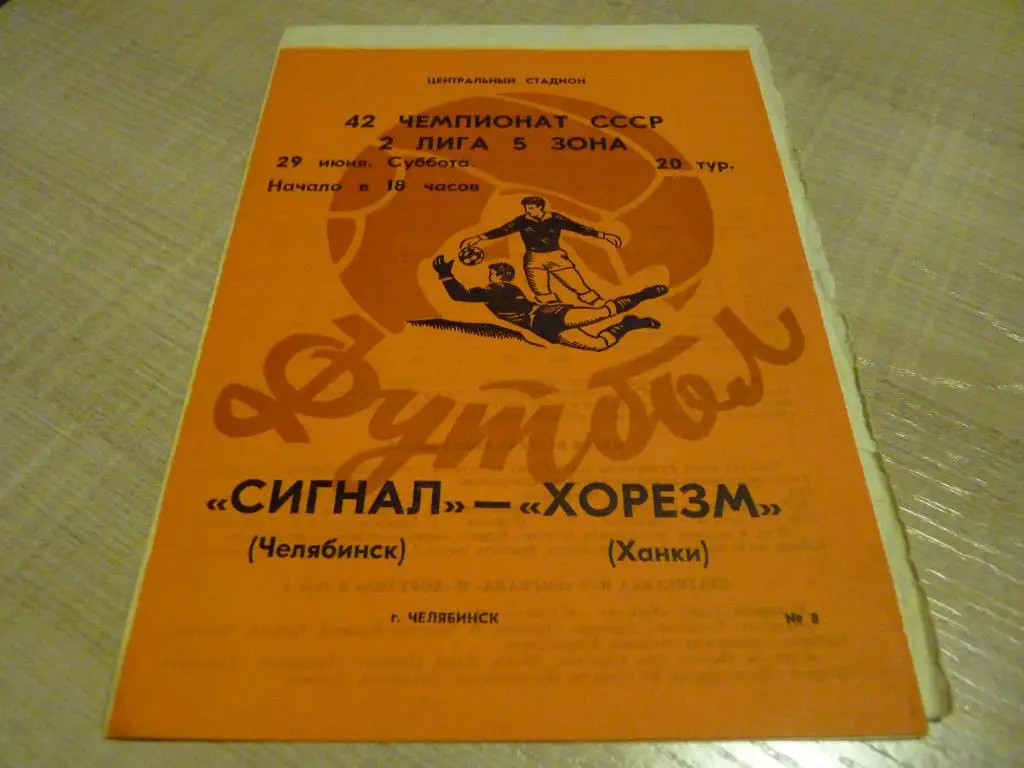 ЦЕНТРАЛЬНЫЙ СТАДИОН
42 ЧЕМПИОНАТ СССР
2 ЛИГА 5 ЗОНА
29 июня. Суббота. 20 тур.
Начало в 18 часов
Футбол
«СИГНАЛ» — «ХОРЕЗМ»
(Челябинск) (Ханки)
г. ЧЕЛЯБИНСК № 8